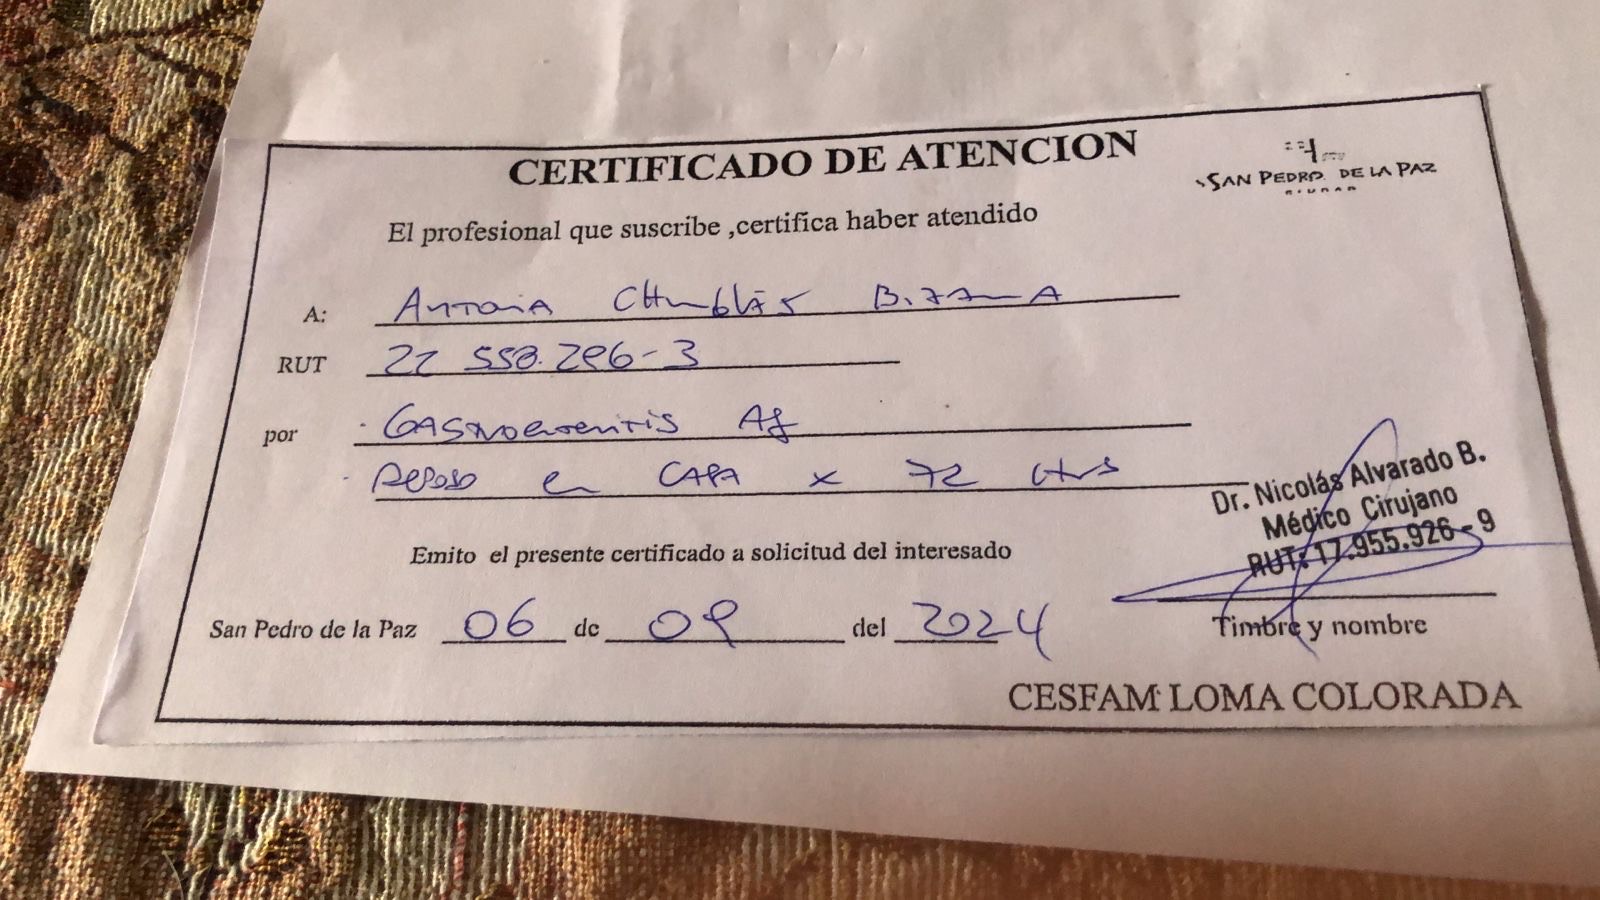 CERTIFICADO DE ATENCION
SAN PEDRO DE LA PAZ
El profesional que suscribe ,certifica haber atendido
A: Antonia
RUT 22 558.296-3
por Gastroenteritis Ag
Reposo en CASA x 72 Hrs
Dr. Nicolás Alvarado B.
Médico Cirujano
RUT: 17.955.926-9
Emito el presente certificado a solicitud del interesado
San Pedro de la Paz 06 de 09 del 2024
Timbre y nombre
CESFAM LOMA COLORADA